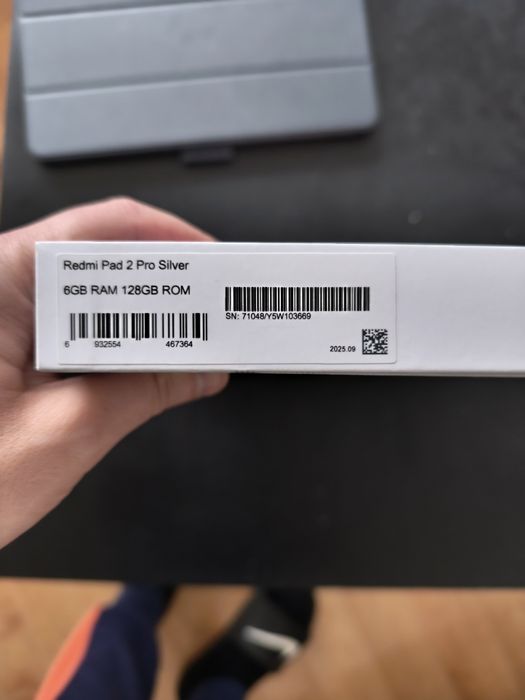 Redmi Pad 2 Pro Silver
6GB RAM 128GB ROM
SN: 71048/Y5W103669
6 932554 467364
2025.09